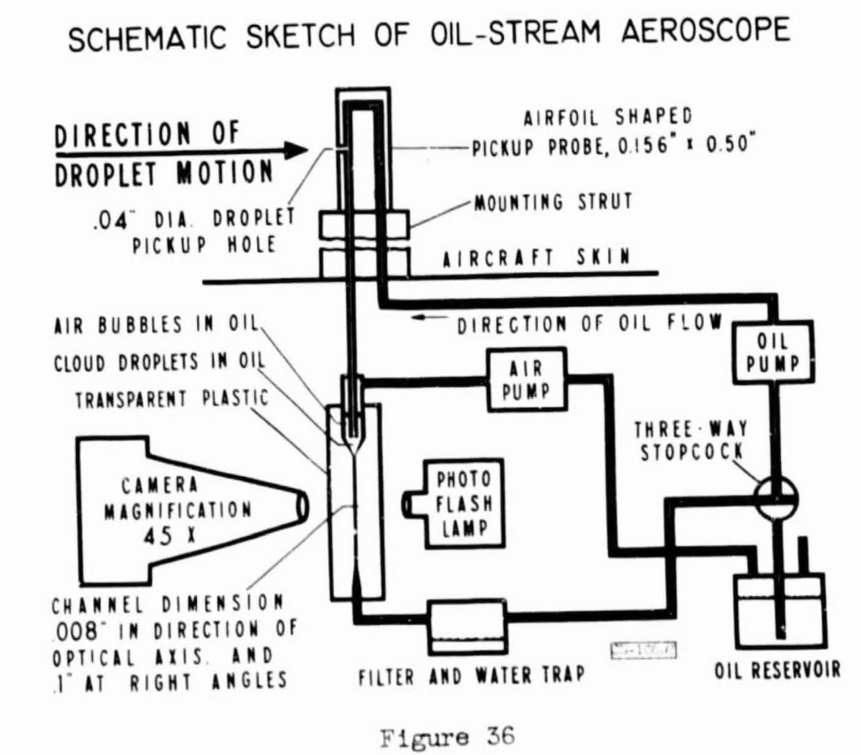 SCHEMATIC SKETCH OF OIL-STREAM AEROSCOPE
DIRECTION OF
DROPLET MOTION
AIRFOIL SHAPED
PICKUP PROBE, 0.156" x 0.50"
.04" DIA. DROPLET
PICKUP HOLE
MOUNTING STRUT
AIRCRAFT SKIN
AIR BUBBLES IN OIL
CLOUD DROPLETS IN OIL
TRANSPARENT PLASTIC
DIRECTION OF OIL FLOW
OIL
PUMP
AIR
PUMP
THREE-WAY
STOPCOCK
CAMERA
MAGNIFICATION
45 X
PHOTO
FLASH
LAMP
CHANNEL DIMENSION
.008" IN DIRECTION OF
OPTICAL AXIS. AND
.1" AT RIGHT ANGLES
FILTER AND WATER TRAP
OIL RESERVOIR
Figure 36